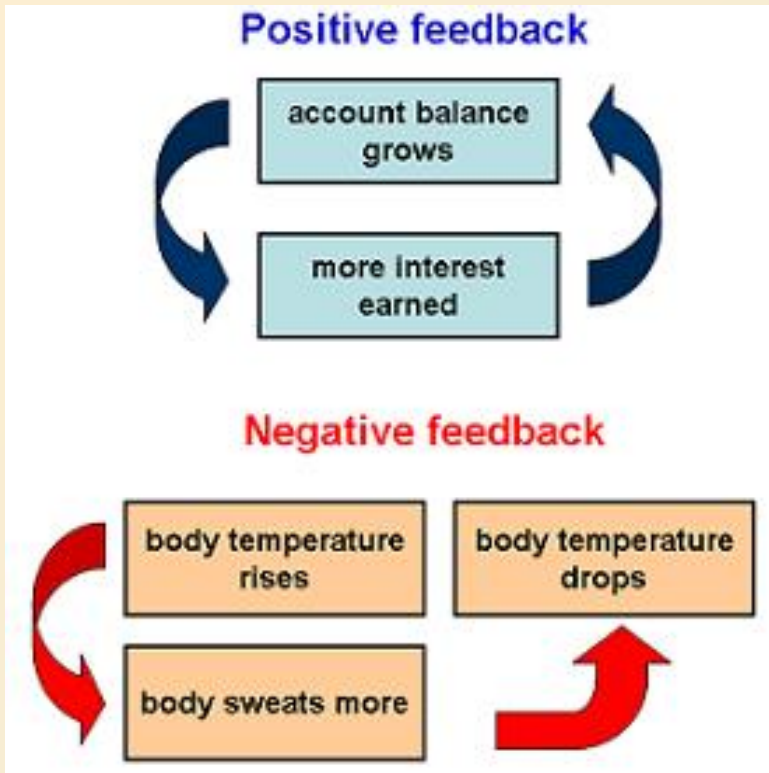 Positive feedback
account balance
grows
more interest
earned
Negative feedback
body temperature
rises
body temperature
drops
body sweats more